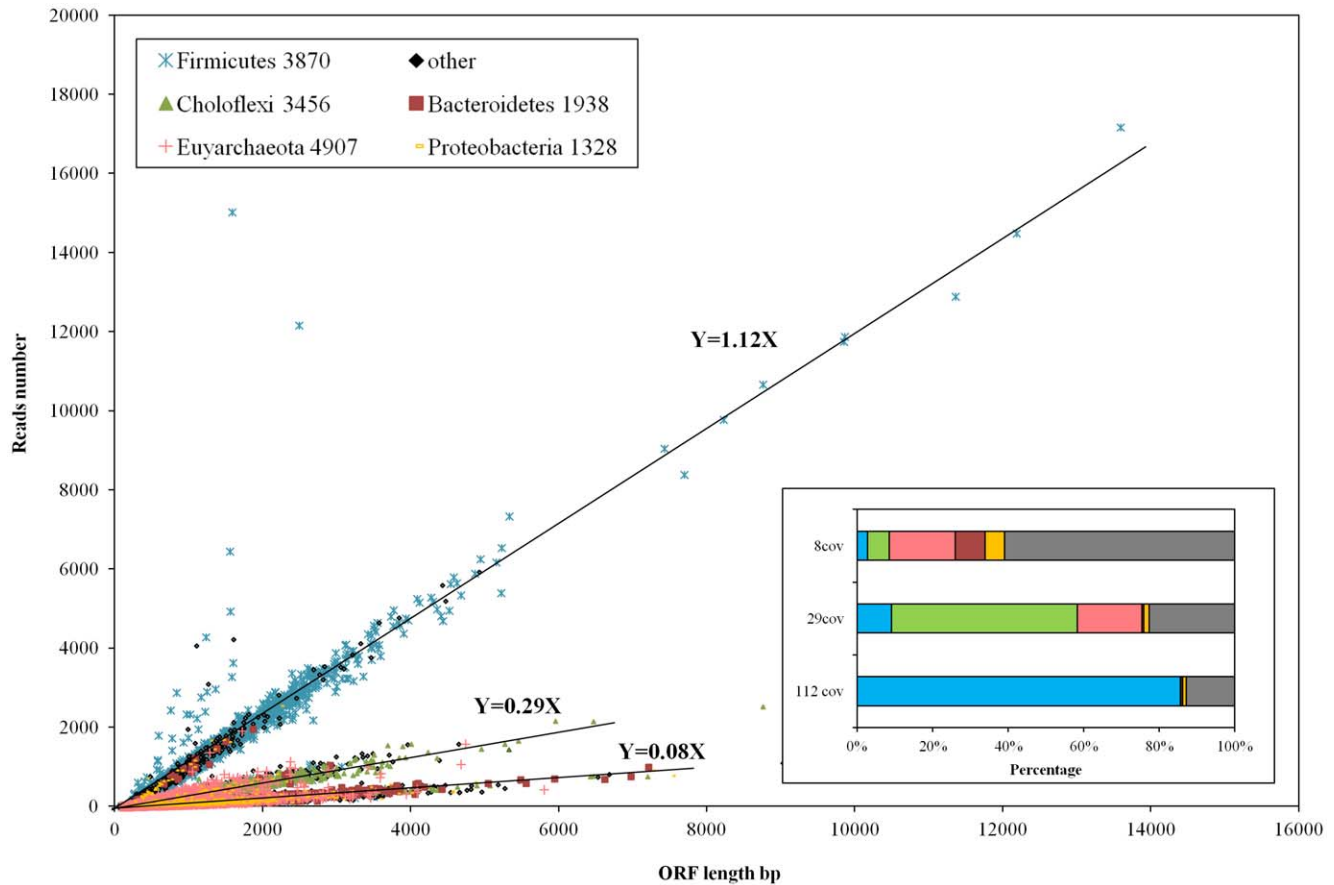 20000
18000
16000
14000
12000
10000
8000
6000
4000
2000
0
Reads number
Firmicutes 3870
other
Choloflexi 3456
Bacteroidetes 1938
Euyarchaeota 4907
Proteobacteria 1328
Y=1.12X
Y=0.29X
Y=0.08X
8cov
29cov
112 cov
0% 20% 40% 60% 80% 100%
Percentage
0 2000 4000 6000 8000 10000 12000 14000 16000
ORF length bp